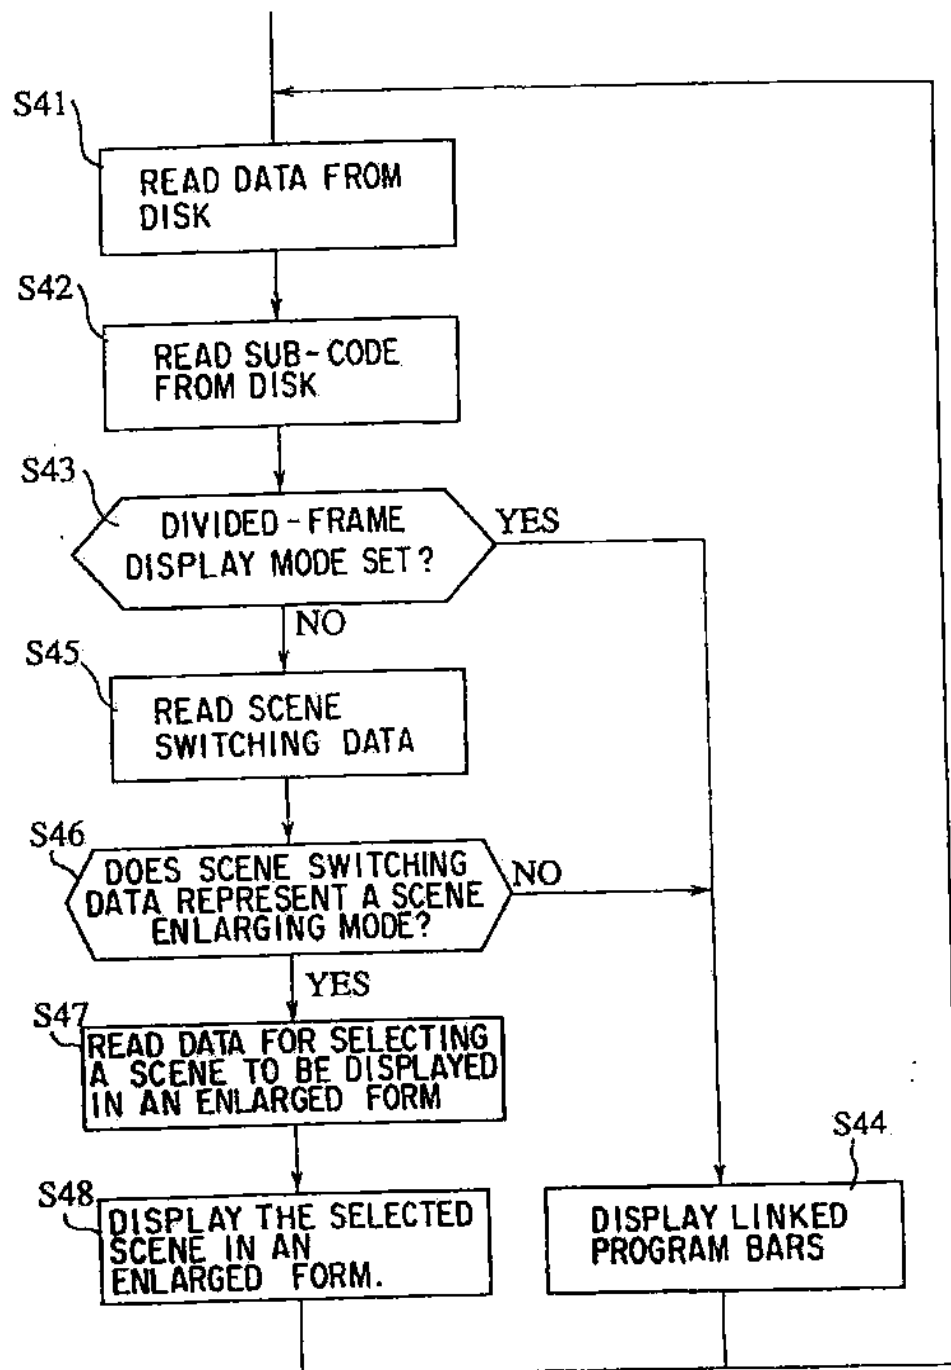 S41
READ DATA FROM
DISK
S42
READ SUB-CODE
FROM DISK
S43
DIVIDED-FRAME
DISPLAY MODE SET?
YES
NO
S45
READ SCENE
SWITCHING DATA
S46
DOES SCENE SWITCHING
DATA REPRESENT A SCENE
ENLARGING MODE?
NO
YES
S47
READ DATA FOR SELECTING
A SCENE TO BE DISPLAYED
IN AN ENLARGED FORM
S48
DISPLAY THE SELECTED
SCENE IN AN
ENLARGED FORM.
S44
DISPLAY LINKED
PROGRAM BARS